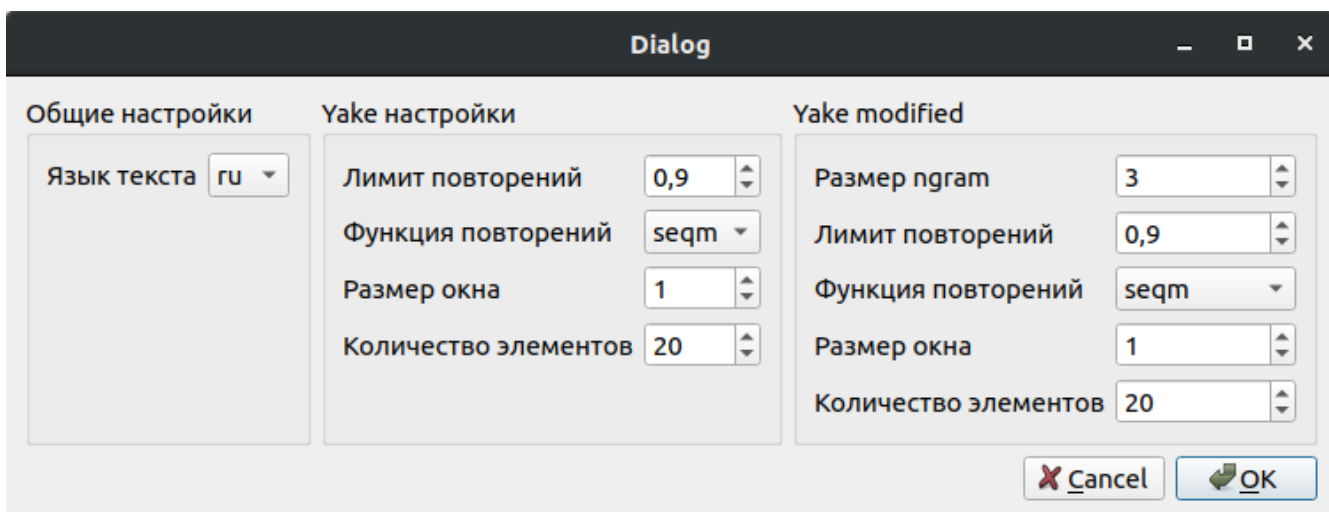 Dialog
Общие настройки
Язык текста ru
Yake настройки
Лимит повторений 0,9
Функция повторений seqm
Размер окна 1
Количество элементов 20
Yake modified
Размер ngram 3
Лимит повторений 0,9
Функция повторений seqm
Размер окна 1
Количество элементов 20
Cancel OK